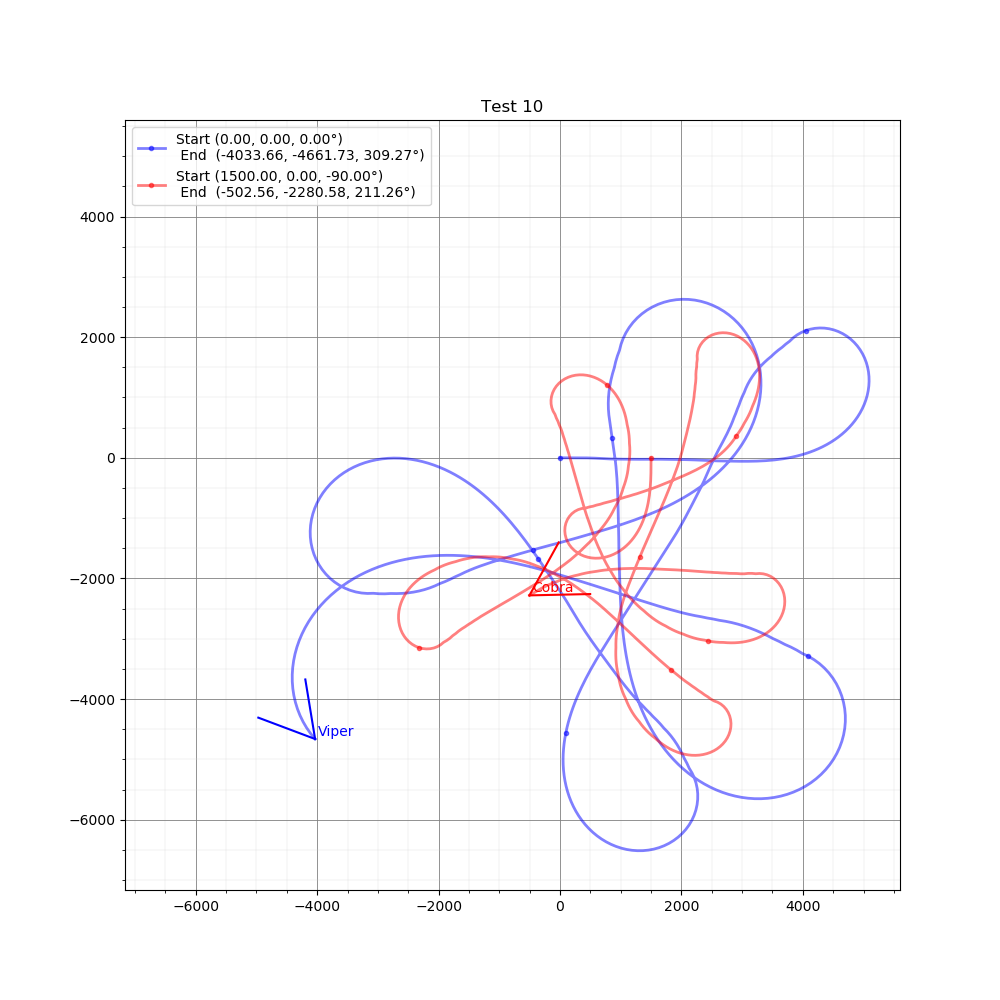 Test 10
Start (0.00, 0.00, 0.00°)
End (-4033.66, -4661.73, 309.27°)
Start (1500.00, 0.00, -90.00°)
End (-502.56, -2280.58, 211.26°)
4000
2000
0
−2000
−4000
−6000
Cobra
Viper
−6000 −4000 −2000 0 2000 4000